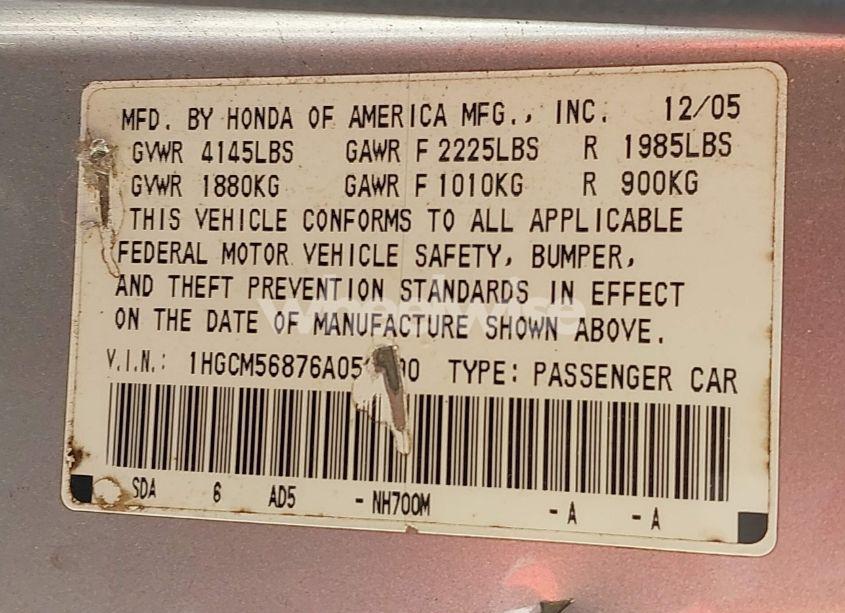 MFD. BY HONDA OF AMERICA MFG., INC. 12/05
GVWR 4145LBS GAWR F 2225LBS R 1985LBS
GVWR 1880KG GAWR F 1010KG R 900KG
THIS VEHICLE CONFORMS TO ALL APPLICABLE
FEDERAL MOTOR VEHICLE SAFETY, BUMPER,
AND THEFT PREVENTION STANDARDS IN EFFECT
ON THE DATE OF MANUFACTURE SHOWN ABOVE.
V.I.N.: TYPE: PASSENGER CAR
SDA 6 AD5 -NH700M -A -A